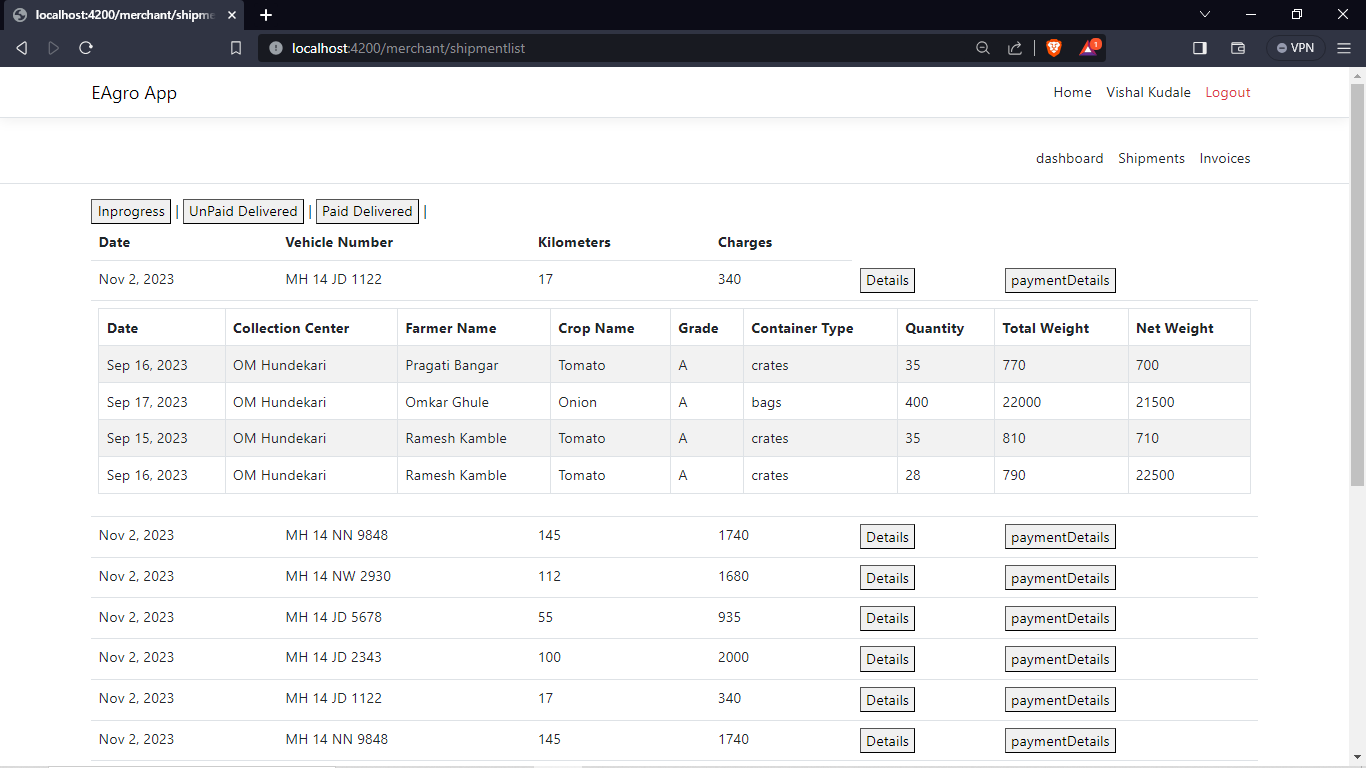 localhost:4200/merchant/shipme
localhost:4200/merchant/shipmentlist
1
VPN
EAgro App Home Vishal Kudale Logout
dashboard Shipments Invoices
Inprogress | UnPaid Delivered | Paid Delivered |
Date Vehicle Number Kilometers Charges
Nov 2, 2023 MH 14 JD 1122 17 340 Details paymentDetails
Date Collection Center Farmer Name Crop Name Grade Container Type Quantity Total Weight Net Weight
Sep 16, 2023 OM Hundekari Pragati Bangar Tomato A crates 35 770 700
Sep 17, 2023 OM Hundekari Omkar Ghule Onion A bags 400 22000 21500
Sep 15, 2023 OM Hundekari Ramesh Kamble Tomato A crates 35 810 710
Sep 16, 2023 OM Hundekari Ramesh Kamble Tomato A crates 28 790 22500
Nov 2, 2023 MH 14 NN 9848 145 1740 Details paymentDetails
Nov 2, 2023 MH 14 NW 2930 112 1680 Details paymentDetails
Nov 2, 2023 MH 14 JD 5678 55 935 Details paymentDetails
Nov 2, 2023 MH 14 JD 2343 100 2000 Details paymentDetails
Nov 2, 2023 MH 14 JD 1122 17 340 Details paymentDetails
Nov 2, 2023 MH 14 NN 9848 145 1740 Details paymentDetails